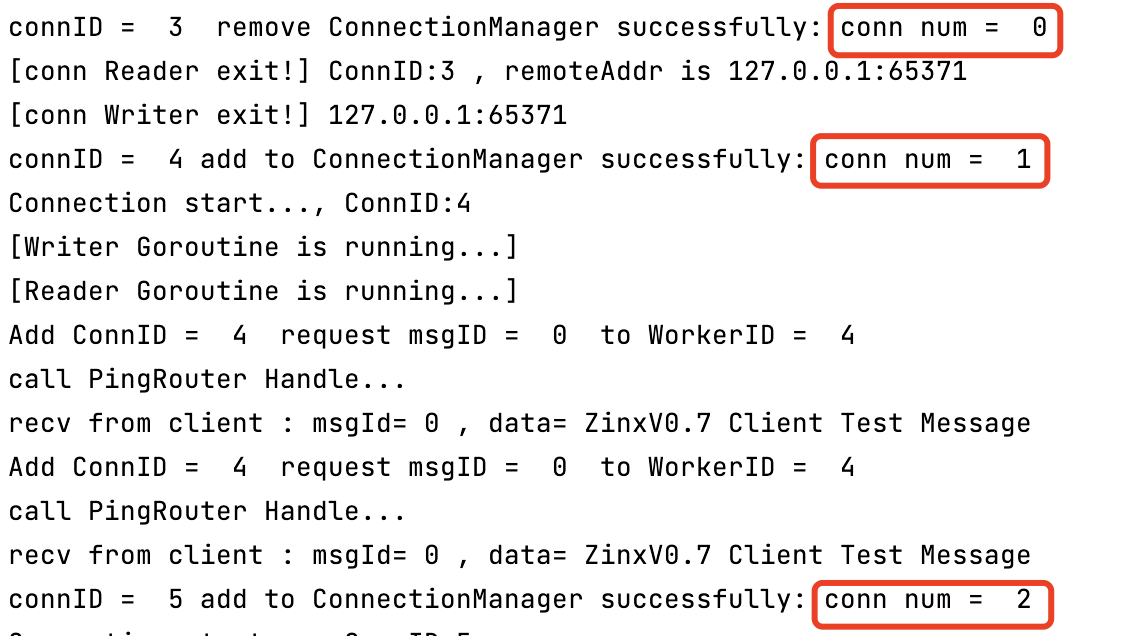 connID =  3  remove ConnectionManager successfully: conn num =  0
[conn Reader exit!] ConnID:3 , remoteAddr is 127.0.0.1:65371
[conn Writer exit!] 127.0.0.1:65371
connID =  4 add to ConnectionManager successfully: conn num =  1
Connection start..., ConnID:4
[Writer Goroutine is running...]
[Reader Goroutine is running...]
Add ConnID =  4  request msgID =  0  to WorkerID =  4
call PingRouter Handle...
recv from client : msgId= 0 , data= ZinxV0.7 Client Test Message
Add ConnID =  4  request msgID =  0  to WorkerID =  4
call PingRouter Handle...
recv from client : msgId= 0 , data= ZinxV0.7 Client Test Message
connID =  5 add to ConnectionManager successfully: conn num =  2